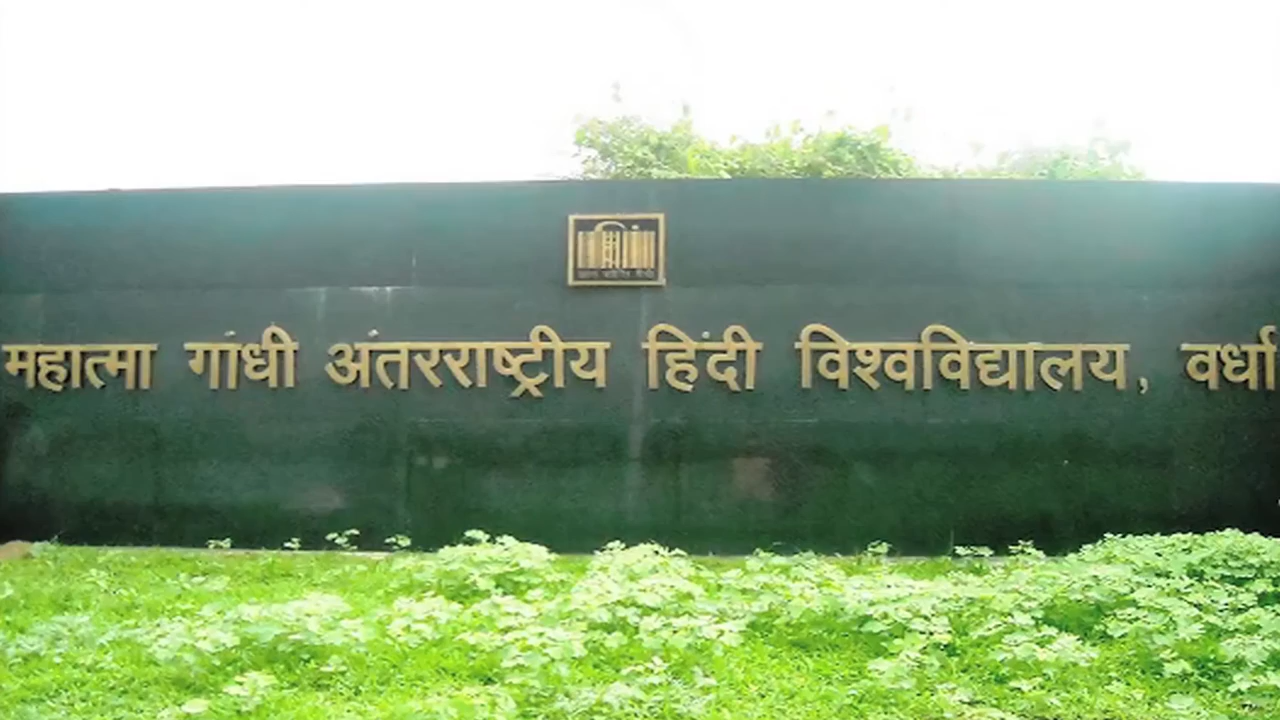 महात्मा गांधी अंतरराष्ट्रीय हिंदी विश्वविद्यालय, वर्धा